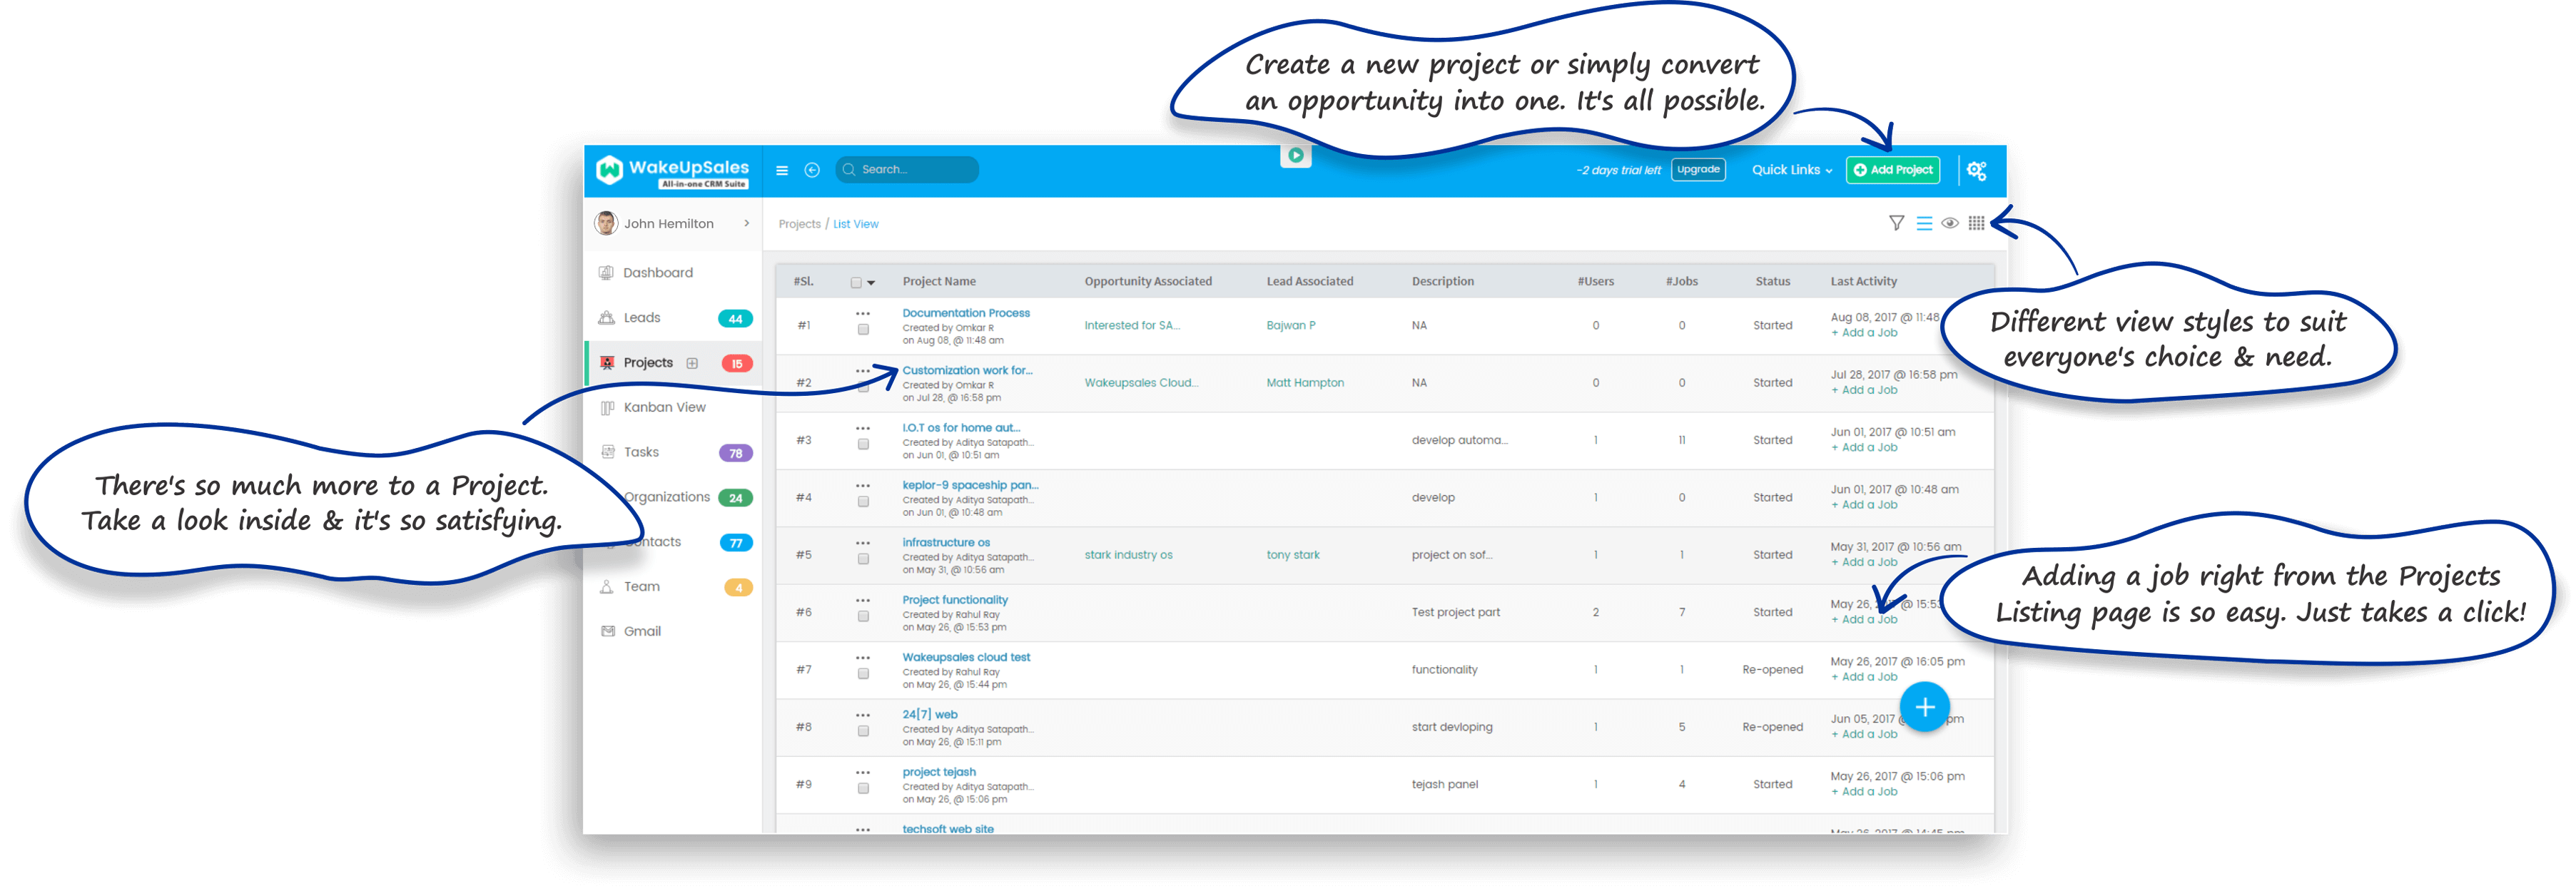 Create a new project or simply convert
an opportunity into one. It's all possible.
WakeUpSales
All-in-one CRM Suite
Search...
-2 days trial left
Upgrade
Quick Links
Add Project
John Hemilton
Projects / List View
Dashboard
Leads 44
Projects 15
Kanban View
Tasks 78
Organizations 24
Contacts 77
Team 4
Gmail
#Sl. Project Name Opportunity Associated Lead Associated Description #Users #Jobs Status Last Activity
#1 Documentation Process Interested for SA... Bajwan P NA 0 0 Started Aug 08, 2017 @ 11:48
Created by Omkar R
on Aug 08, @ 11:48 am
+ Add a Job
#2 Customization work for... Wakeupsales Cloud... Matt Hampton NA 0 0 Started Jul 28, 2017 @ 16:58 pm
Created by Omkar R
on Jul 28, @ 16:58 pm
+ Add a Job
#3 I.O.T os for home aut... develop automa... 1 11 Started Jun 01, 2017 @ 10:51 am
Created by Aditya Satapath...
on Jun 01, @ 10:51 am
+ Add a Job
#4 keplor-9 spaceship pan... develop 1 0 Started Jun 01, 2017 @ 10:48 am
Created by Aditya Satapath...
on Jun 01, @ 10:48 am
+ Add a Job
#5 infrastructure os stark industry os tony stark project on sof... 1 1 Started May 31, 2017 @ 10:56 am
Created by Aditya Satapath...
on May 31, @ 10:56 am
+ Add a Job
#6 Project functionality Test project part 2 7 Started May 26, @ 15:53
Created by Rahul Ray
on May 26, @ 15:53 pm
+ Add a Job
#7 Wakeupsales cloud test functionality 1 1 Re-opened May 26, 2017 @ 16:05 pm
Created by Rahul Ray
on May 26, @ 15:44 pm
+ Add a Job
#8 24[7] web start devloping 1 5 Re-opened Jun 05, 2017 pm
Created by Aditya Satapath...
on May 26, @ 15:11 pm
+ Add a Job
#9 project tejash tejash panel 1 4 Started May 26, 2017 @ 15:06 pm
Created by Aditya Satapath...
on May 26, @ 15:06 pm
+ Add a Job
techsoft web site May 26, 2017 @ 14:45 pm
Different view styles to suit
everyone's choice & need.
There's so much more to a Project.
Take a look inside & it's so satisfying.
Adding a job right from the Projects
Listing page is so easy. Just takes a click!